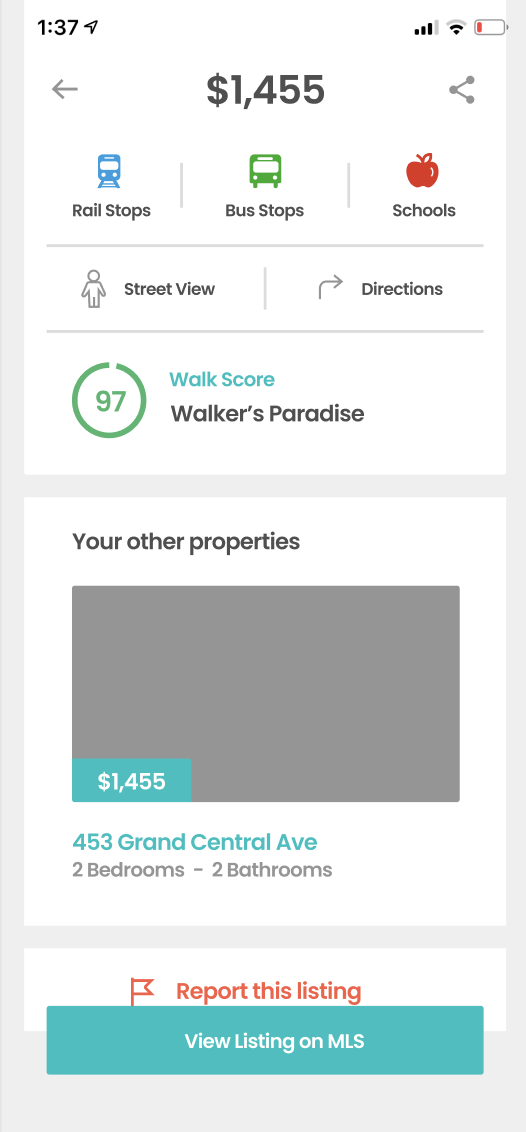 1:37
$1,455
Rail Stops
Bus Stops
Schools
Street View
Directions
97
Walk Score
Walker’s Paradise
Your other properties
$1,455
453 Grand Central Ave
2 Bedrooms - 2 Bathrooms
Report this listing
View Listing on MLS